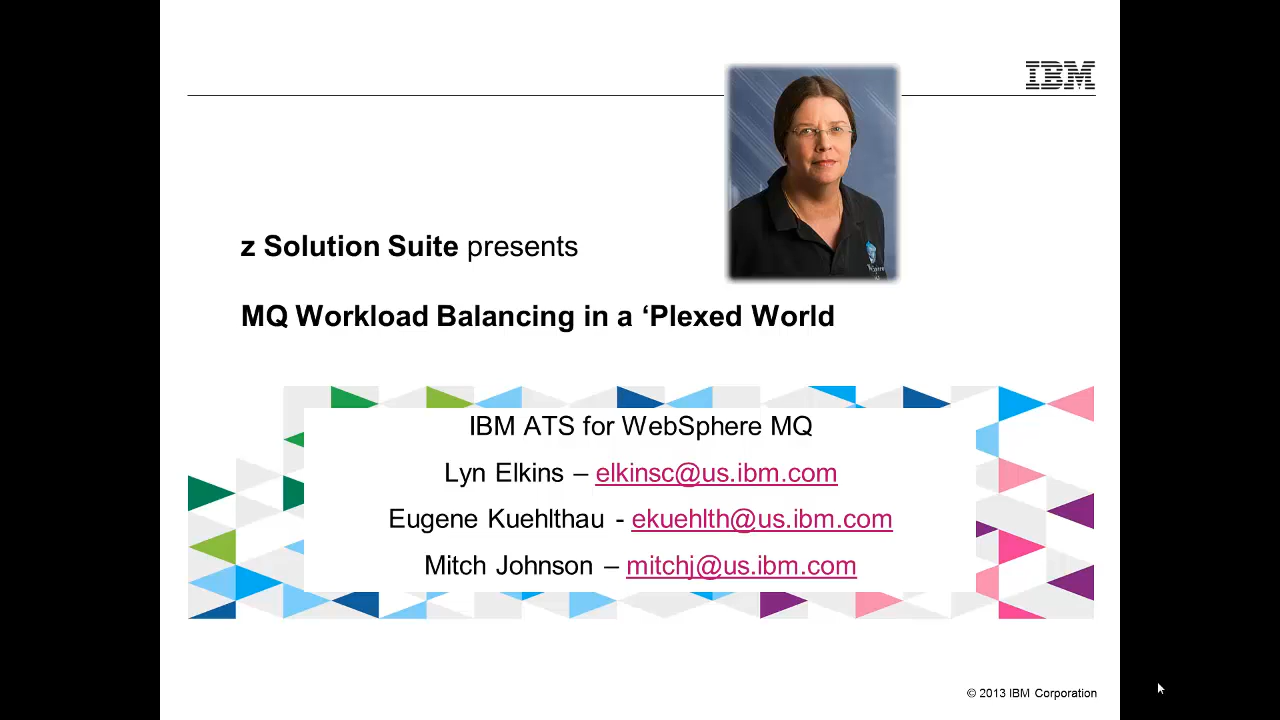 IBM
z Solution Suite presents
MQ Workload Balancing in a ‘Plexed World
IBM ATS for WebSphere MQ
Lyn Elkins – elkinsc@us.ibm.com
Eugene Kuehlthau - ekuehlth@us.ibm.com
Mitch Johnson – mitchj@us.ibm.com
© 2013 IBM Corporation